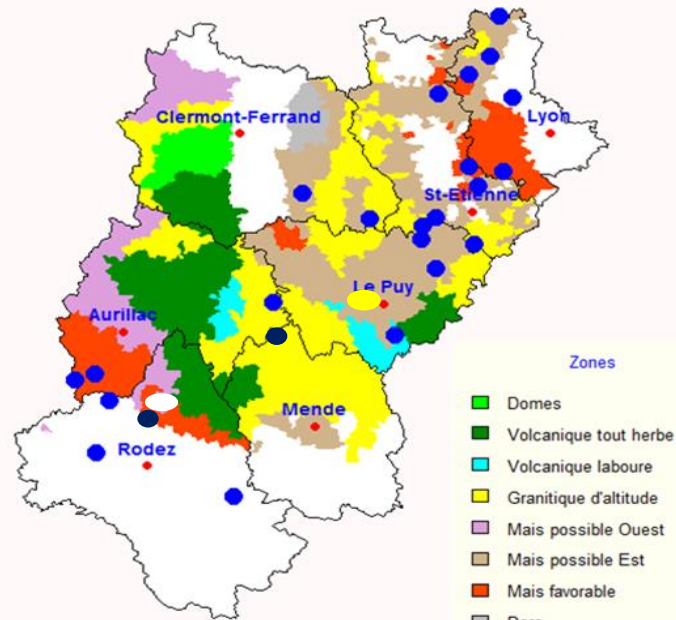 Clermont-Ferrand
Lyon
St-Etienne
Le Puy
Aurillac
Mende
Rodez
Zones
Domes
Volcanique tout herbe
Volcanique laboure
Granitique d'altitude
Mais possible Ouest
Mais possible Est
Mais favorable